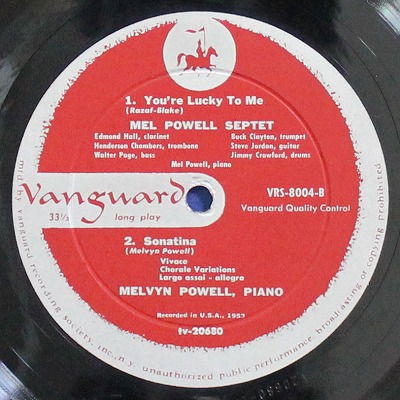 1. You're Lucky To Me
(Razaf-Blake)
MEL POWELL SEPTET
Edmond Hall, clarinet Buck Clayton, trumpet
Henderson Chambers, trombone Steve Jordon, guitar
Walter Page, bass Jimmy Crawford, drums
Mel Powell, piano
Vanguard
33⅓ long play
VRS-8004-B
Vanguard Quality Control
2. Sonatina
(Melvyn Powell)
Vivace
Chorale Variations
Largo assai - allegro
MELVYN POWELL, PIANO
Recorded in U.S.A., 1953
tv-20680
mfd. by vanguard recording society, inc., n.y. unauthorized public performance, broadcasting or copying prohibited